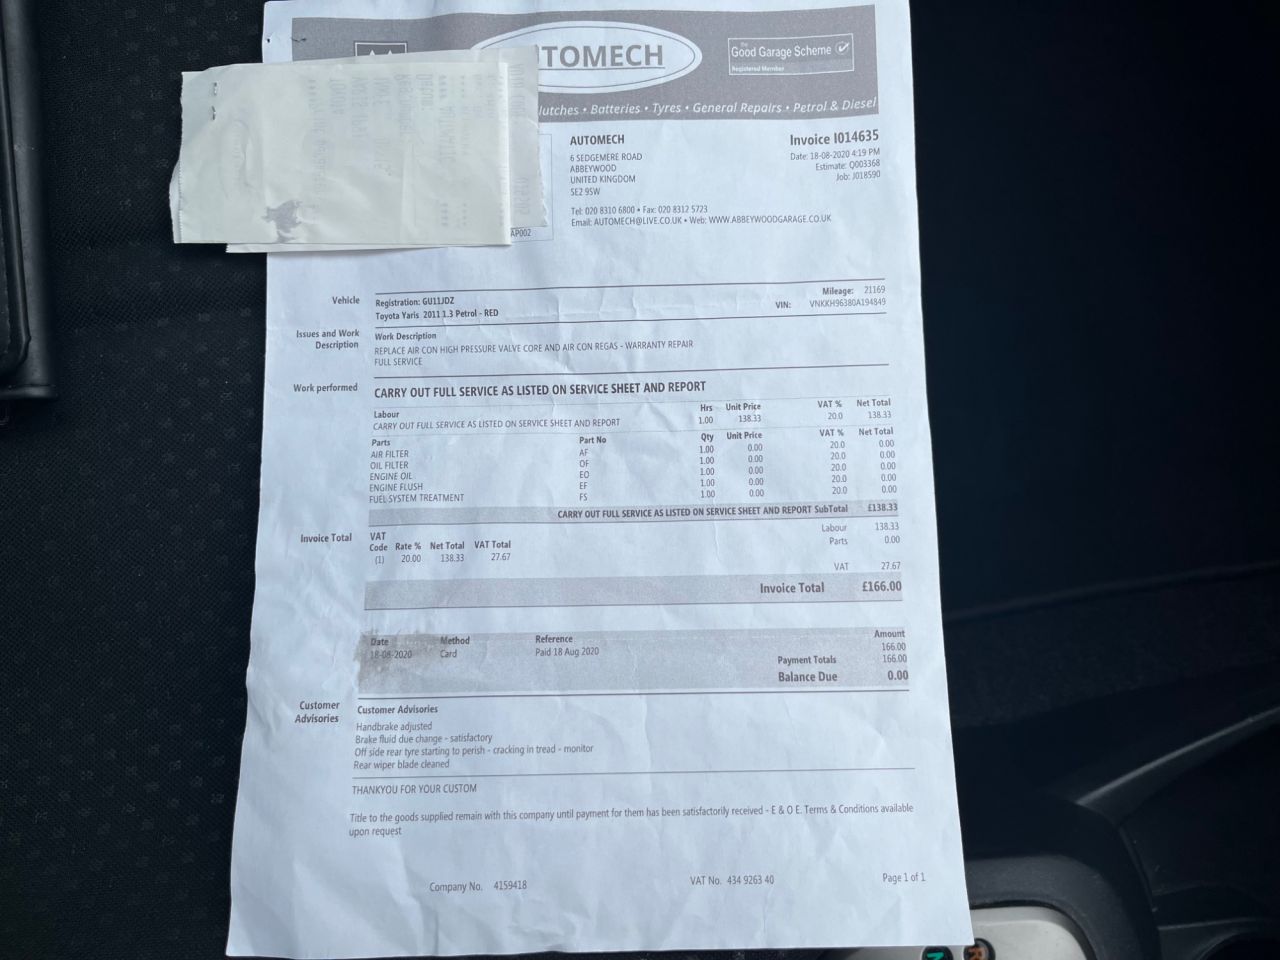 TOMECH
Good Garage Scheme
Registered Member
lutches • Batteries • Tyres • General Repairs • Petrol & Diesel
AUTOMECH
6 SEDGEMERE ROAD
ABBEYWOOD
UNITED KINGDOM
SE2 9SW
Tel: 020 8310 6800 • Fax: 020 8312 5723
Email: AUTOMECH@LIVE.CO.UK • Web: WWW.ABBEYWOODGARAGE.CO.UK
Invoice I014635
Date: 18-08-2020 4:19 PM
Estimate: Q003368
Job: J018590
AP002
Vehicle
Registration: GU11JDZ
Toyota Yaris 2011 1.3 Petrol - RED
Mileage: 21169
VIN: VNKKH96380A194849
Issues and Work Description
Work Description
REPLACE AIR CON HIGH PRESSURE VALVE CORE AND AIR CON REGAS - WARRANTY REPAIR
FULL SERVICE
Work performed
CARRY OUT FULL SERVICE AS LISTED ON SERVICE SHEET AND REPORT
Labour Hrs Unit Price VAT % Net Total
CARRY OUT FULL SERVICE AS LISTED ON SERVICE SHEET AND REPORT 1.00 138.33 20.0 138.33
Parts Part No Qty Unit Price VAT % Net Total
AIR FILTER AF 1.00 0.00 20.0 0.00
OIL FILTER OF 1.00 0.00 20.0 0.00
ENGINE OIL EO 1.00 0.00 20.0 0.00
ENGINE FLUSH EF 1.00 0.00 20.0 0.00
FUEL SYSTEM TREATMENT FS 1.00 0.00 20.0 0.00
CARRY OUT FULL SERVICE AS LISTED ON SERVICE SHEET AND REPORT SubTotal £138.33
Invoice Total
VAT
Code Rate % Net Total VAT Total
(1) 20.00 138.33 27.67
Labour 138.33
Parts 0.00
VAT 27.67
Invoice Total £166.00
Date Method Reference Amount
18-08-2020 Card Paid 18 Aug 2020 166.00
Payment Totals 166.00
Balance Due 0.00
Customer Advisories
Customer Advisories
Handbrake adjusted
Brake fluid due change - satisfactory
Off side rear tyre starting to perish - cracking in tread - monitor
Rear wiper blade cleaned
THANKYOU FOR YOUR CUSTOM
Title to the goods supplied remain with this company until payment for them has been satisfactorily received - E & O E. Terms & Conditions available
upon request
Company No. 4159418
VAT No. 434 9263 40
Page 1 of 1
N R